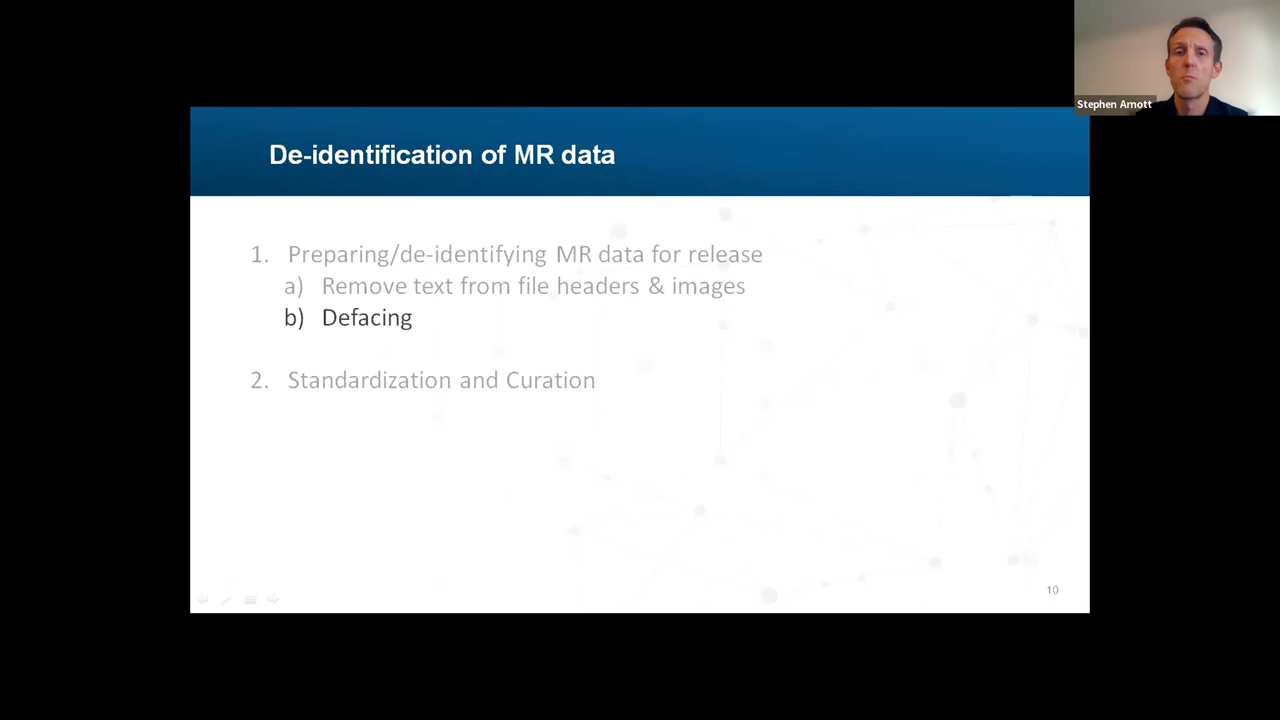 Stephen Arnott
De-identification of MR data
1. Preparing/de-identifying MR data for release
a) Remove text from file headers & images
b) Defacing
2. Standardization and Curation
10